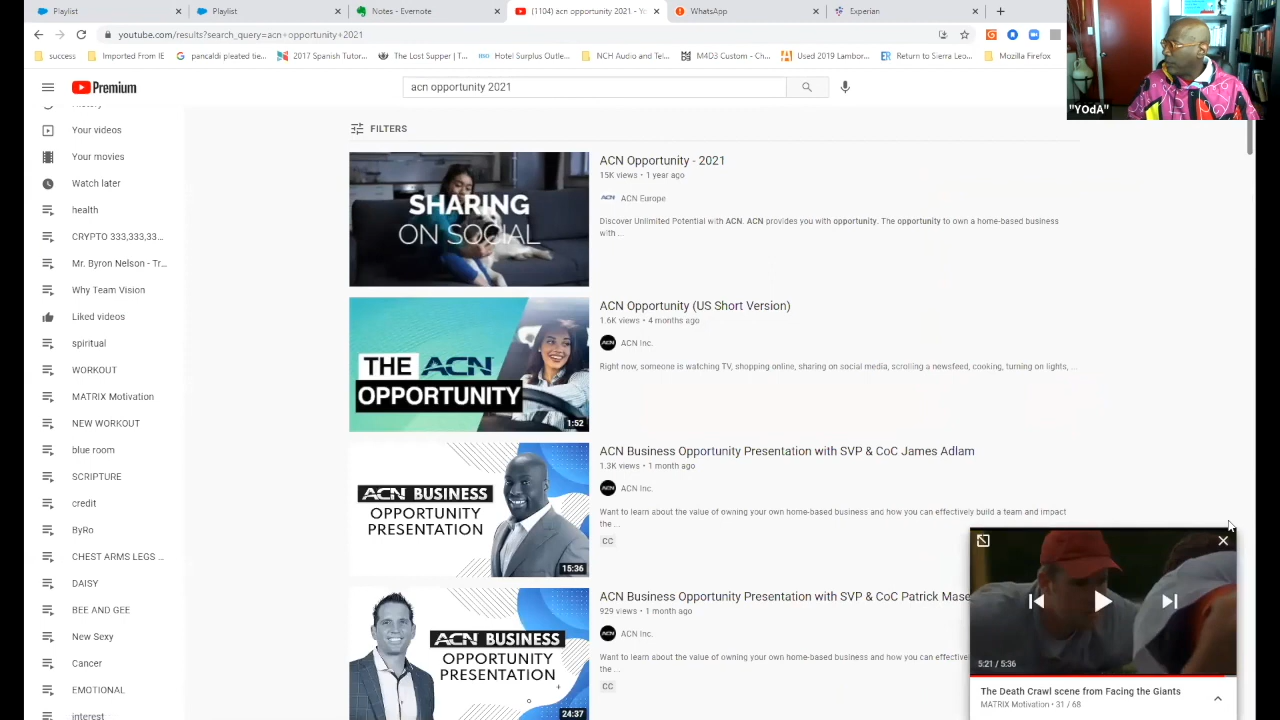 Playlist
Playlist
Notes - Evernote
(1104) acn opportunity 2021 - Yo
WhatsApp
Experian
youtube.com/results?search_query=acn+opportunity+2021
success
Imported From IE
pancaldi pleated tie...
2017 Spanish Tutor...
The Lost Supper | T...
Hotel Surplus Outle...
NCH Audio and Tele...
M4D3 Custom - Ch...
Used 2019 Lambor...
Return to Sierra Leo...
Mozilla Firefox
"YOdA"
Premium
acn opportunity 2021
History
Your videos
Your movies
Watch later
health
CRYPTO 333,333,33...
Mr. Byron Nelson - Tr...
Why Team Vision
Liked videos
spiritual
WORKOUT
MATRIX Motivation
NEW WORKOUT
blue room
SCRIPTURE
credit
ByRo
CHEST ARMS LEGS ...
DAISY
BEE AND GEE
New Sexy
Cancer
EMOTIONAL
interest
FILTERS
SHARING
ON SOCIAL
ACN Opportunity - 2021
15K views • 1 year ago
ACN
ACN Europe
Discover Unlimited Potential with ACN. ACN provides you with opportunity. The opportunity to own a home-based business
with ...
THE ACN
OPPORTUNITY
1:52
ACN Opportunity (US Short Version)
1.6K views • 4 months ago
ACN
ACN Inc.
Right now, someone is watching TV, shopping online, sharing on social media, scrolling a newsfeed, cooking, turning on lights, ...
ACN BUSINESS
OPPORTUNITY
PRESENTATION
15:36
ACN Business Opportunity Presentation with SVP & CoC James Adlam
1.3K views • 1 month ago
ACN
ACN Inc.
Want to learn about the value of owning your own home-based business and how you can effectively build a team and impact
the ...
CC
ACN BUSINESS
OPPORTUNITY
PRESENTATION
24:37
ACN Business Opportunity Presentation with SVP & CoC Patrick Mase
929 views • 1 month ago
ACN
ACN Inc.
Want to learn about the value of owning your own home-based business and how you can effectively
the ...
CC
5:21 / 5:36
The Death Crawl scene from Facing the Giants
MATRIX Motivation • 31 / 68